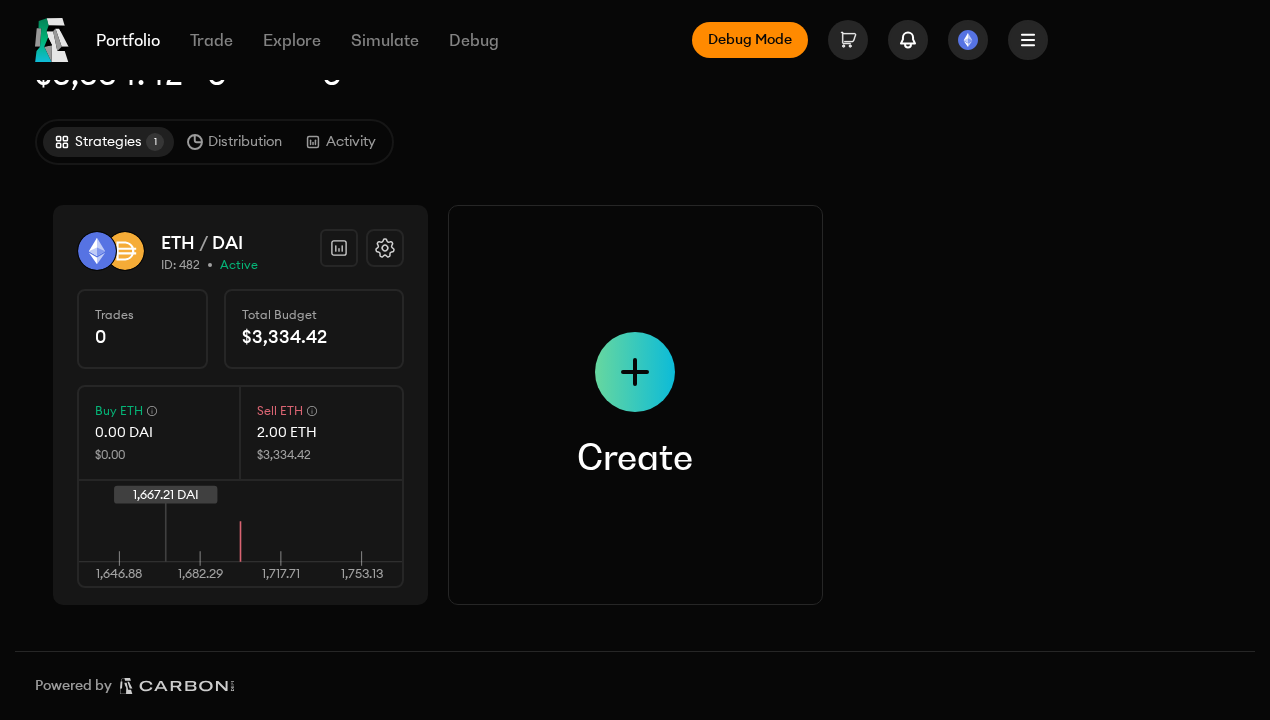 Portfolio Trade Explore Simulate Debug Debug Mode
Strategies 1 Distribution Activity
ETH / DAI
ID: 482 • Active
Trades
0
Total Budget
$3,334.42
Buy ETH
0.00 DAI
$0.00
Sell ETH
2.00 ETH
$3,334.42
1,667.21 DAI
1,646.88 1,682.29 1,717.71 1,753.13
Create
Powered by CARBON